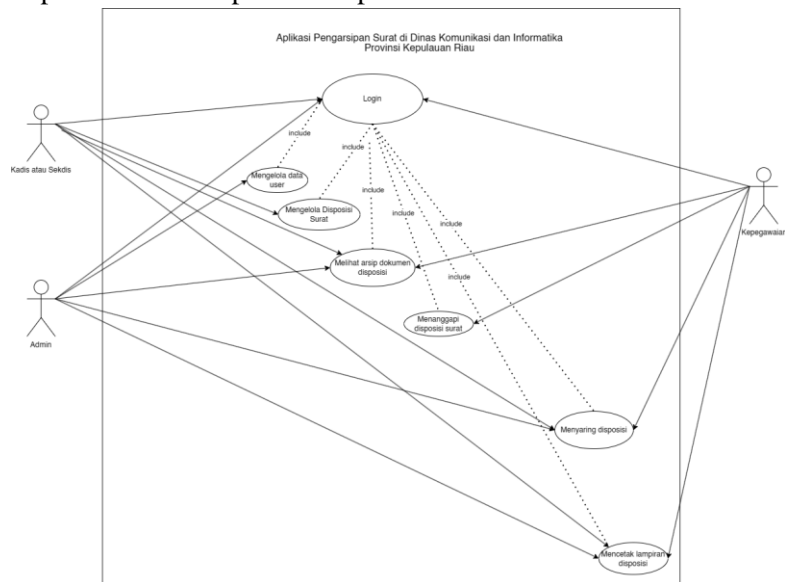 Aplikasi Pengarsipan Surat di Dinas Komunikasi dan Informatika
Provinsi Kepulauan Riau
Login
include
Kadis atau Sekdis
Mengelola data
user
include
include
Mengelola Disposisi
Surat
include
include
Kepegawaian
Melihat arsip dokumen
disposisi
include
Menanggapi
disposisi surat
Admin
Menyaring disposisi
Mencetak lampiran
disposisi